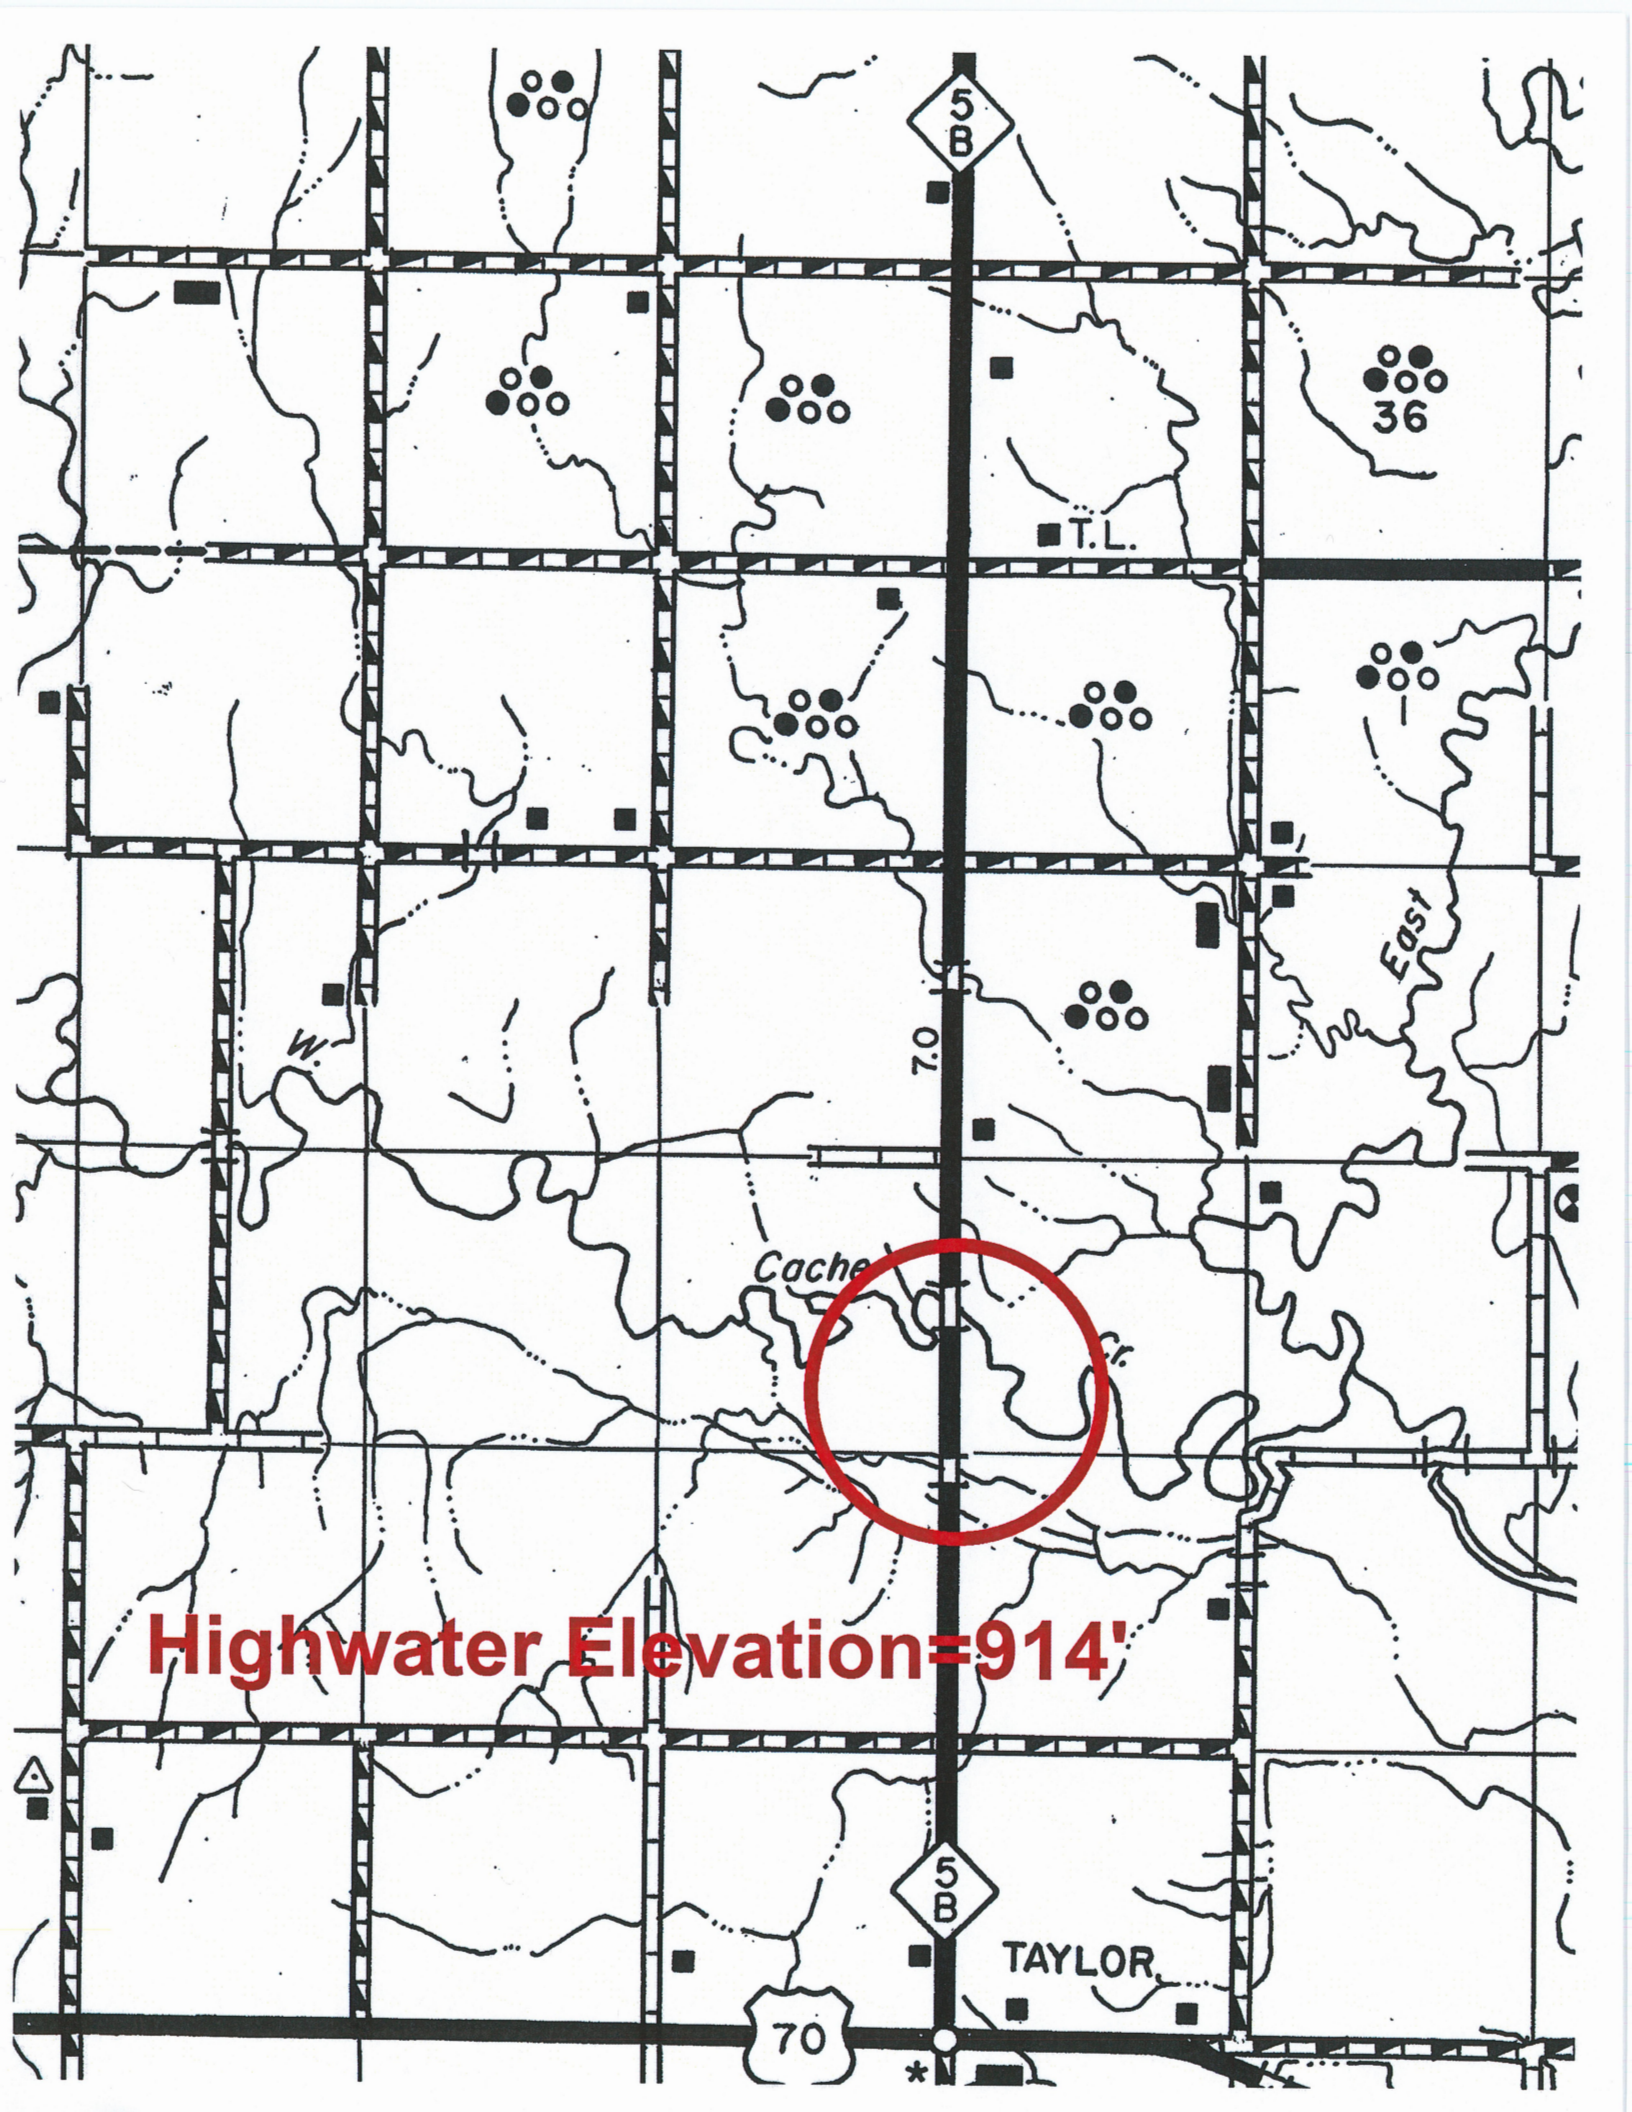 5
B
36
T.L.
East
W.
7.0
Cache
Cr.
Highwater Elevation=914'
5
B
TAYLOR
70
*